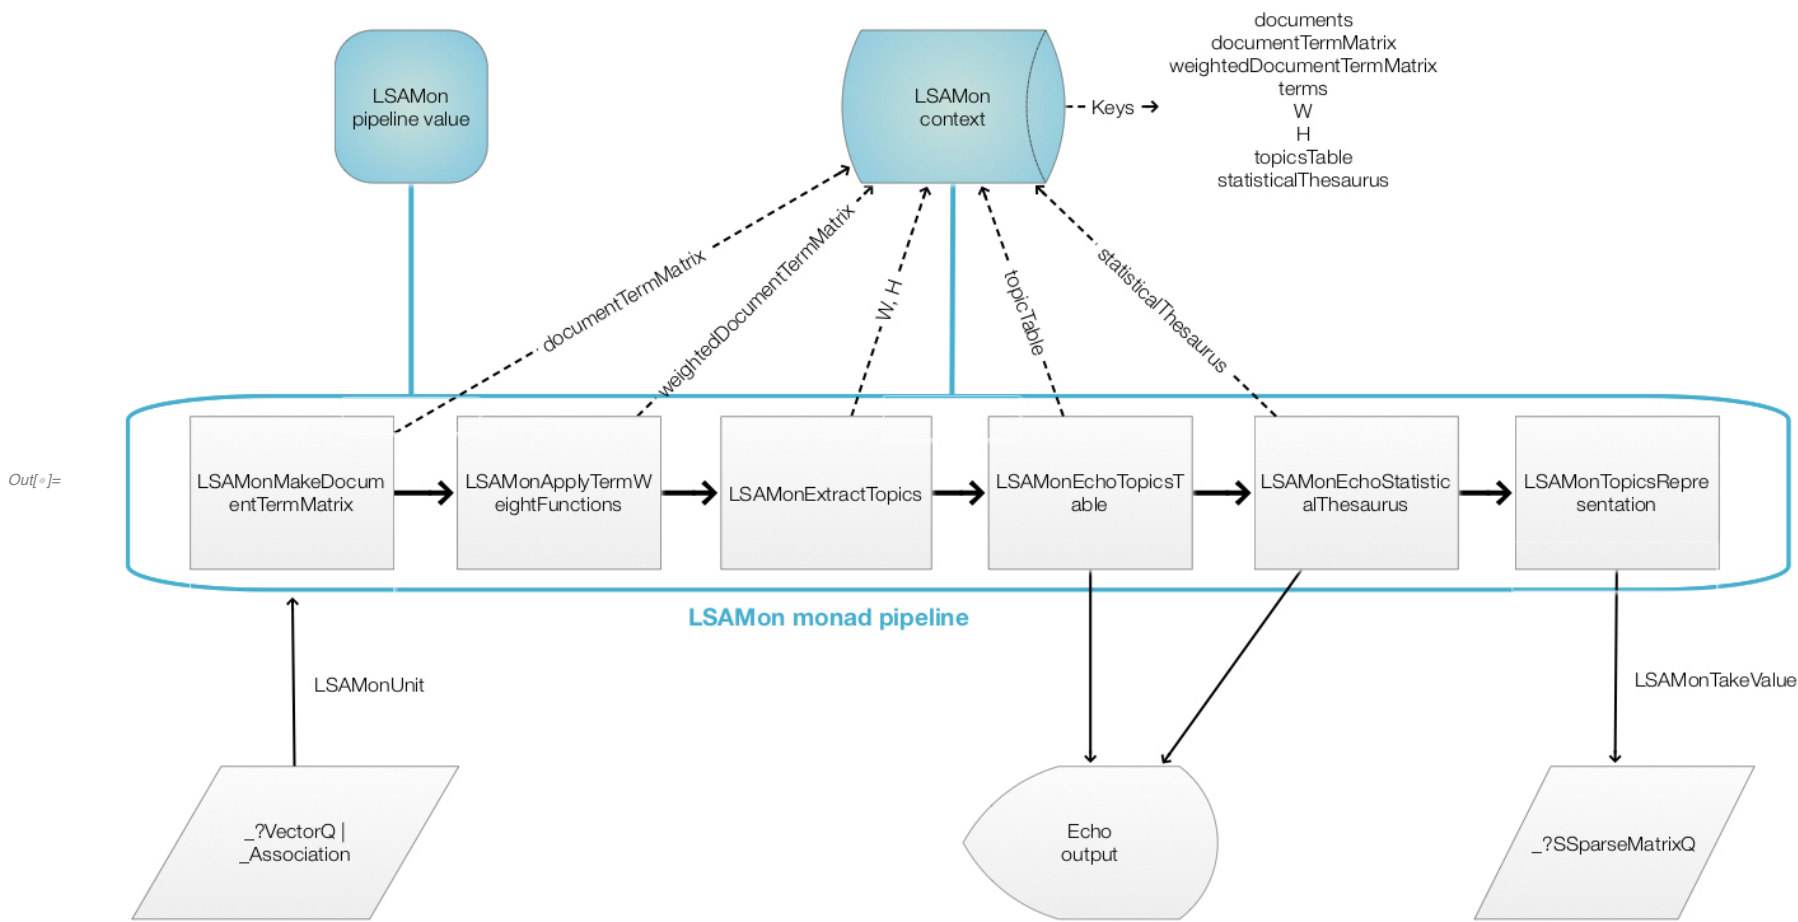 documents
documentTermMatrix
weightedDocumentTermMatrix
terms
W
H
topicsTable
statisticalThesaurus
LSAMon
pipeline value
LSAMon
context
Keys
documentTermMatrix
weightedDocumentTermMatrix
W, H
topicTable
statisticalThesaurus
Out[•]=
LSAMonMakeDocum
entTermMatrix
LSAMonApplyTermW
eightFunctions
LSAMonExtractTopics
LSAMonEchoTopicsT
able
LSAMonEchoStatistic
alThesaurus
LSAMonTopicsRepre
sentation
LSAMon monad pipeline
LSAMonUnit
LSAMonTakeValue
_?VectorQ |
_Association
Echo
output
_?SSparseMatrixQ